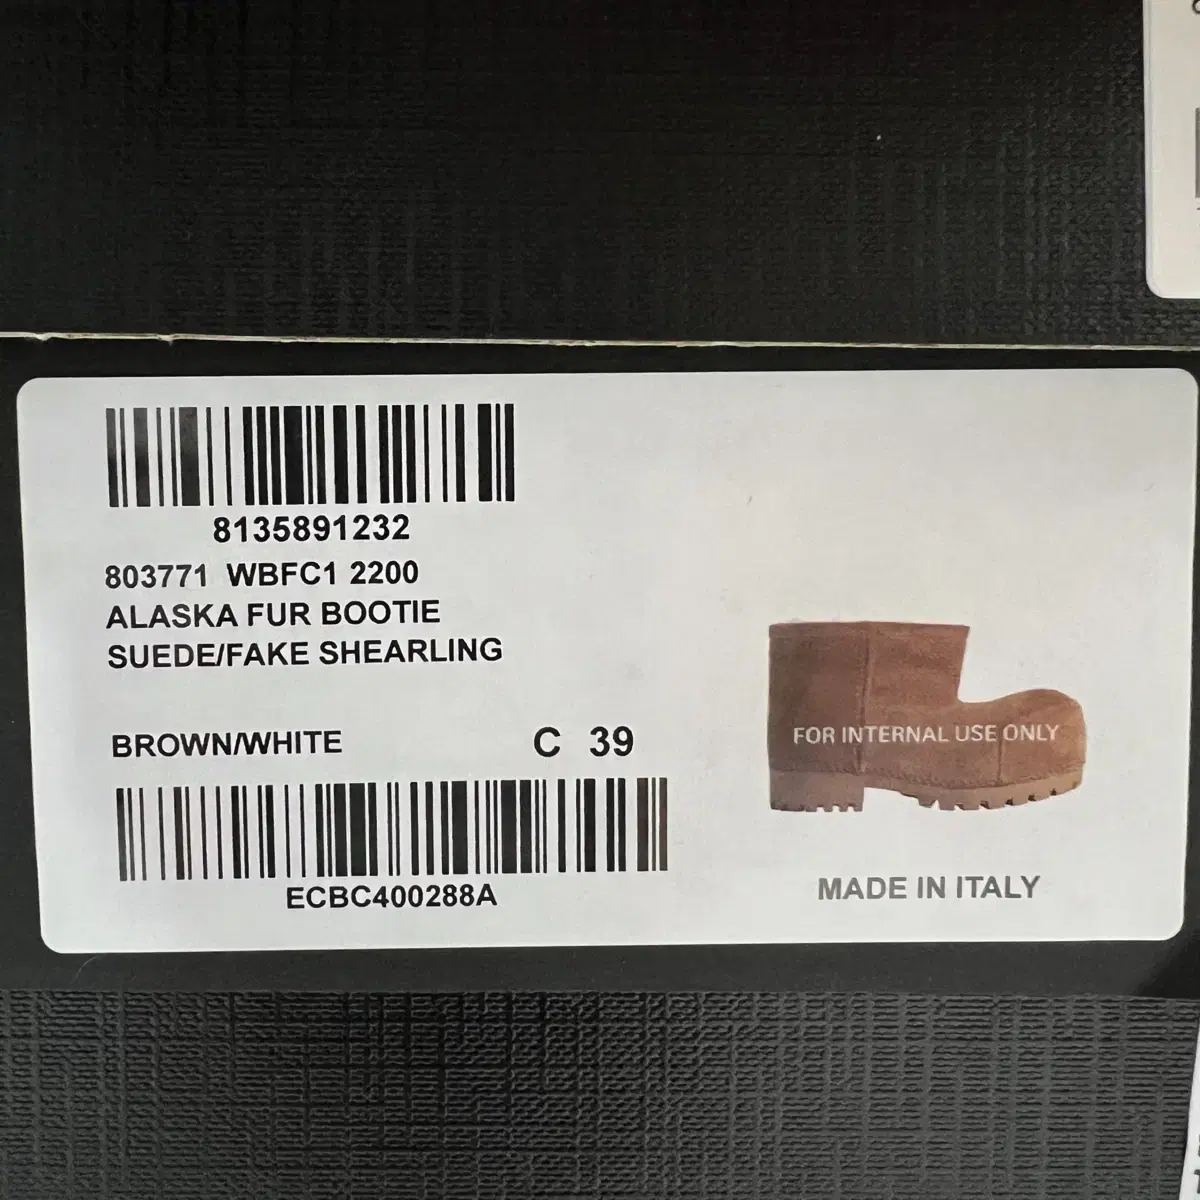 8135891232
803771 WBFC1 2200
ALASKA FUR BOOTIE
SUEDE/FAKE SHEARLING
BROWN/WHITE C 39
FOR INTERNAL USE ONLY
ECBC400288A
MADE IN ITALY